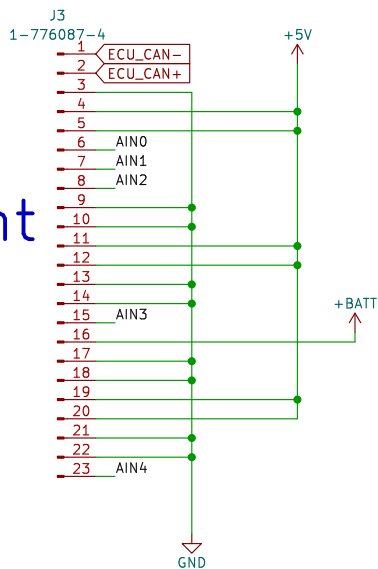 J3
1-776087-4
+5V
1 ECU_CAN-
2 ECU_CAN+
3
4
5
6 AIN0
7 AIN1
8 AIN2
9
nt
10
11
12
13
14
+BATT
15 AIN3
16
17
18
19
20
21
22
23 AIN4
GND